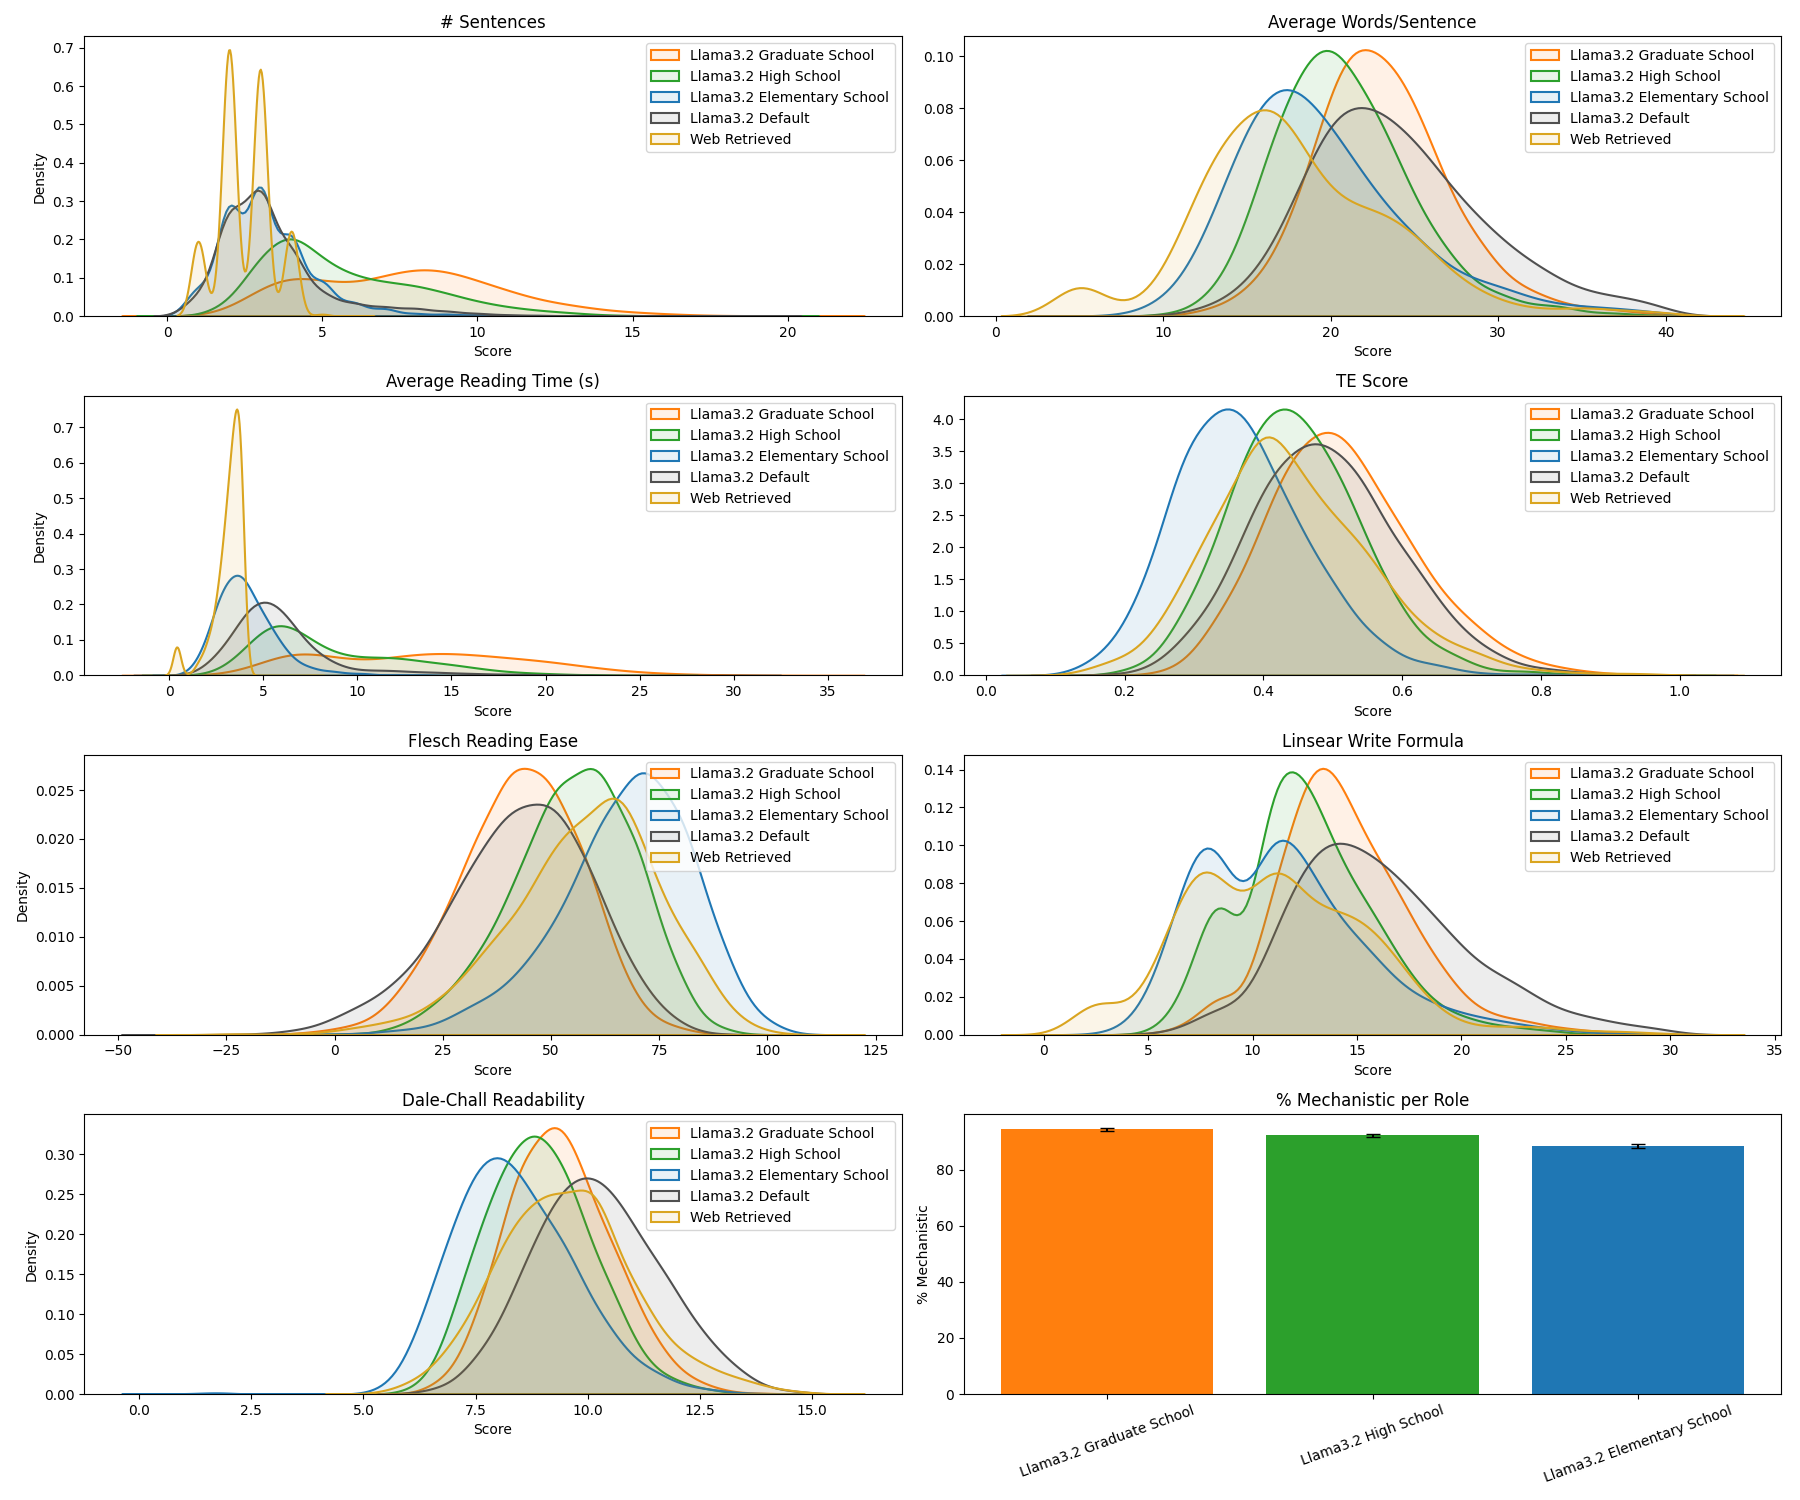 # Sentences
Density
0.7
0.6
0.5
0.4
0.3
0.2
0.1
0.0
0
5
10
15
20
Score
Llama3.2 Graduate School
Llama3.2 High School
Llama3.2 Elementary School
Llama3.2 Default
Web Retrieved
Average Words/Sentence
0.10
0.08
0.06
0.04
0.02
0.00
0
10
20
30
40
Score
Llama3.2 Graduate School
Llama3.2 High School
Llama3.2 Elementary School
Llama3.2 Default
Web Retrieved
Average Reading Time (s)
Density
0.7
0.6
0.5
0.4
0.3
0.2
0.1
0.0
0
5
10
15
20
25
30
35
Score
Llama3.2 Graduate School
Llama3.2 High School
Llama3.2 Elementary School
Llama3.2 Default
Web Retrieved
TE Score
4.0
3.5
3.0
2.5
2.0
1.5
1.0
0.5
0.0
0.0
0.2
0.4
0.6
0.8
1.0
Score
Llama3.2 Graduate School
Llama3.2 High School
Llama3.2 Elementary School
Llama3.2 Default
Web Retrieved
Flesch Reading Ease
Density
0.025
0.020
0.015
0.010
0.005
0.000
−50
−25
0
25
50
75
100
125
Score
Llama3.2 Graduate School
Llama3.2 High School
Llama3.2 Elementary School
Llama3.2 Default
Web Retrieved
Linsear Write Formula
0.14
0.12
0.10
0.08
0.06
0.04
0.02
0.00
0
5
10
15
20
25
30
35
Score
Llama3.2 Graduate School
Llama3.2 High School
Llama3.2 Elementary School
Llama3.2 Default
Web Retrieved
Dale-Chall Readability
Density
0.30
0.25
0.20
0.15
0.10
0.05
0.00
0.0
2.5
5.0
7.5
10.0
12.5
15.0
Score
Llama3.2 Graduate School
Llama3.2 High School
Llama3.2 Elementary School
Llama3.2 Default
Web Retrieved
% Mechanistic per Role
% Mechanistic
80
60
40
20
0
Llama3.2 Graduate School
Llama3.2 High School
Llama3.2 Elementary School